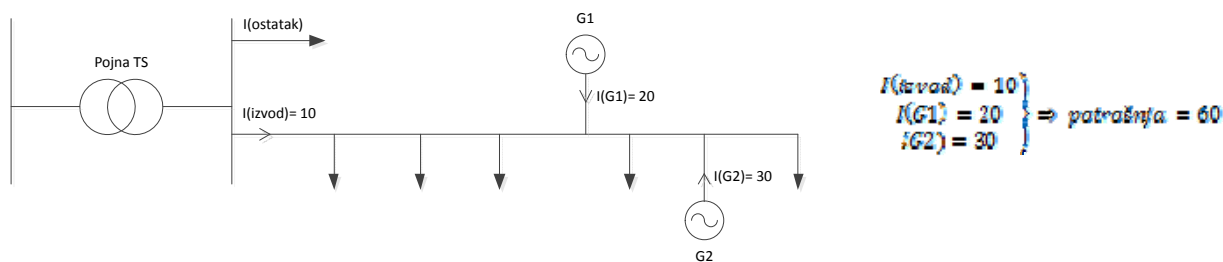 I(ostatak)
G1
Pojna TS
I(izvod)= 10
I(G1)= 20
I(G2)= 30
G2
I(izvod) = 10
I(G1) = 20
I(G2) = 30
⇒ potrošnja = 60